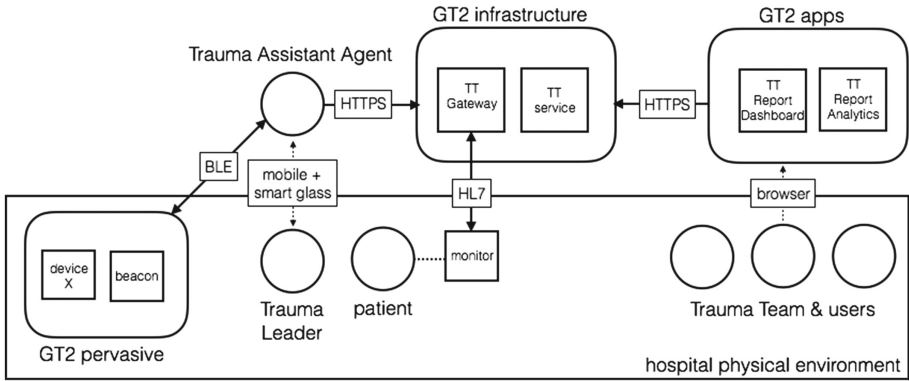 GT2 infrastructure
GT2 apps
Trauma Assistant Agent
TT
Gateway
TT
service
TT
Report
Dashboard
TT
Report
Analytics
HTTPS
HTTPS
BLE
mobile +
smart glass
HL7
browser
device
X
beacon
monitor
Trauma
Leader
patient
Trauma Team & users
GT2 pervasive
hospital physical environment